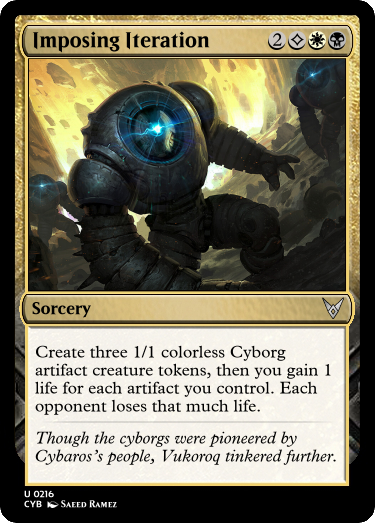 Imposing Iteration 2
Sorcery
Create three 1/1 colorless Cyborg
artifact creature tokens, then you gain 1
life for each artifact you control. Each
opponent loses that much life.
Though the cyborgs were pioneered by
Cybaros's people, Vukoroq tinkered further.
U 0216
CYB Saeed Ramez